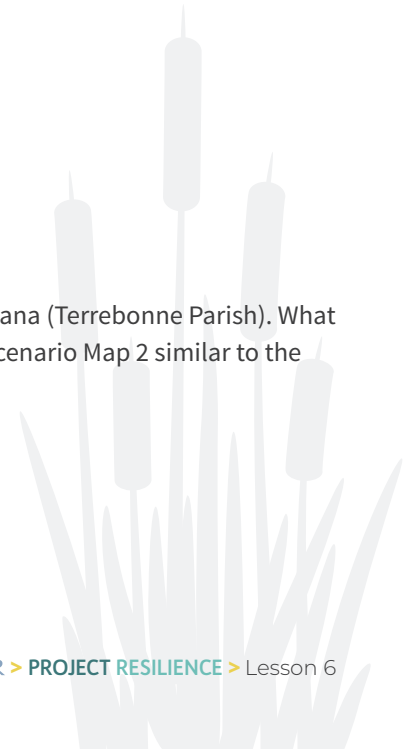 ana (Terrebonne Parish). What
cenario Map 2 similar to the
R > PROJECT RESILIENCE > Lesson 6